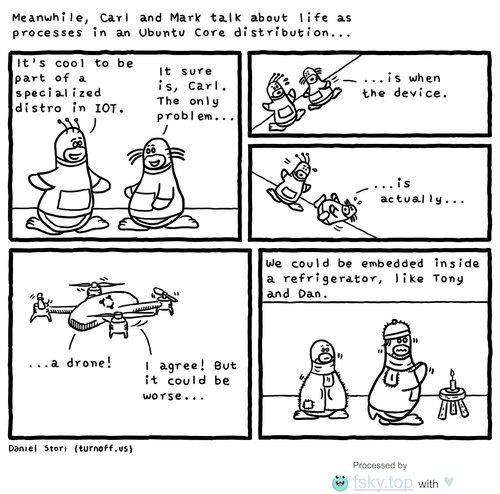 Meanwhile, Carl and Mark talk about life as
processes in an Ubuntu Core distribution...
It's cool to be
part of a
specialized
distro in IOT.
It sure
is, Carl.
The only
problem...
...is when
the device.
...is
actually...
...a drone!
I agree! But
it could be
worse...
We could be embedded inside
a refrigerator, like Tony
and Dan.
Daniel Stori {turnoff.us}
Processed by
fsky.top with